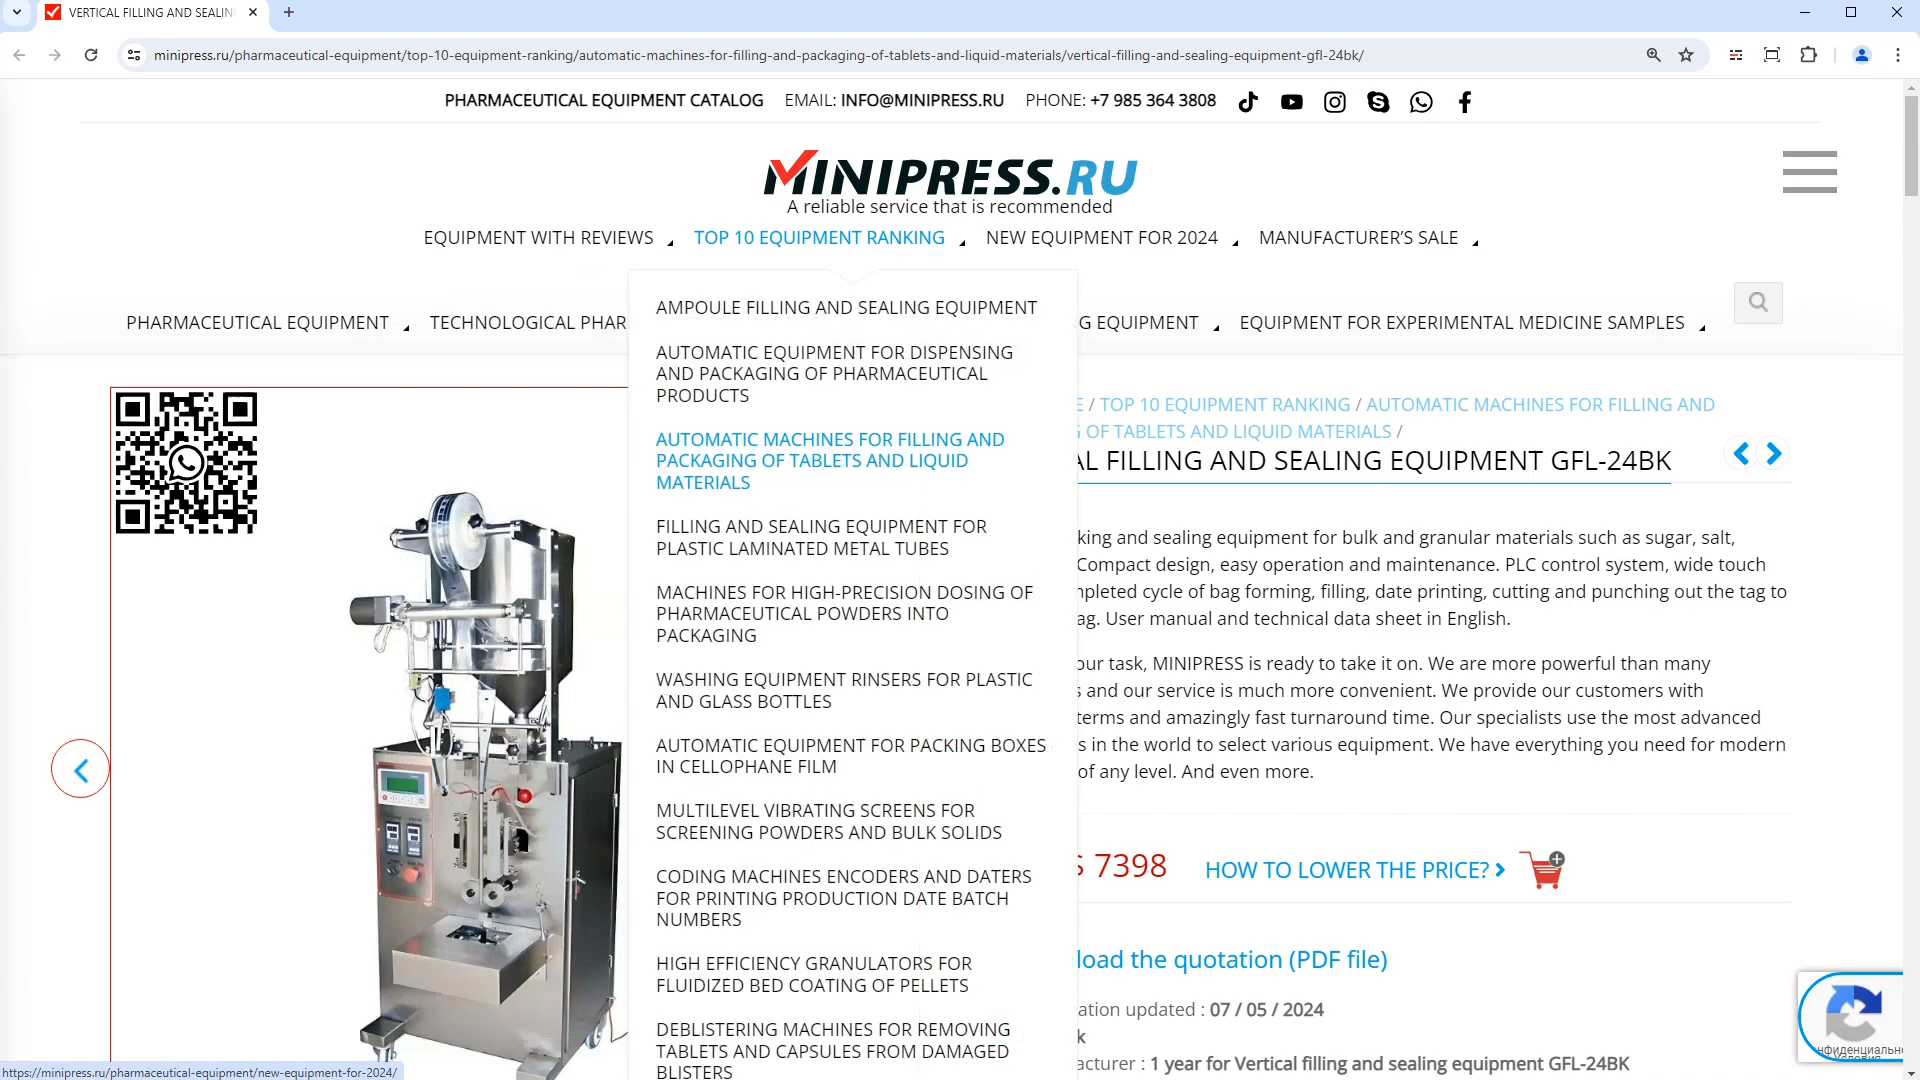 VERTICAL FILLING AND SEALIN
minipress.ru/pharmaceutical-equipment/top-10-equipment-ranking/automatic-machines-for-filling-and-packaging-of-tablets-and-liquid-materials/vertical-filling-and-sealing-equipment-gfl-24bk/
PHARMACEUTICAL EQUIPMENT CATALOG EMAIL: INFO@MINIPRESS.RU PHONE: +7 985 364 3808
MINIPRESS.RU
A reliable service that is recommended
EQUIPMENT WITH REVIEWS TOP 10 EQUIPMENT RANKING NEW EQUIPMENT FOR 2024 MANUFACTURER'S SALE
PHARMACEUTICAL EQUIPMENT TECHNOLOGICAL PHAR G EQUIPMENT EQUIPMENT FOR EXPERIMENTAL MEDICINE SAMPLES
AMPOULE FILLING AND SEALING EQUIPMENT
AUTOMATIC EQUIPMENT FOR DISPENSING
AND PACKAGING OF PHARMACEUTICAL
PRODUCTS
AUTOMATIC MACHINES FOR FILLING AND
PACKAGING OF TABLETS AND LIQUID
MATERIALS
FILLING AND SEALING EQUIPMENT FOR
PLASTIC LAMINATED METAL TUBES
MACHINES FOR HIGH-PRECISION DOSING OF
PHARMACEUTICAL POWDERS INTO
PACKAGING
WASHING EQUIPMENT RINSERS FOR PLASTIC
AND GLASS BOTTLES
AUTOMATIC EQUIPMENT FOR PACKING BOXES
IN CELLOPHANE FILM
MULTILEVEL VIBRATING SCREENS FOR
SCREENING POWDERS AND BULK SOLIDS
CODING MACHINES ENCODERS AND DATERS
FOR PRINTING PRODUCTION DATE BATCH
NUMBERS
HIGH EFFICIENCY GRANULATORS FOR
FLUIDIZED BED COATING OF PELLETS
DEBLISTERING MACHINES FOR REMOVING
TABLETS AND CAPSULES FROM DAMAGED
BLISTERS
E / TOP 10 EQUIPMENT RANKING / AUTOMATIC MACHINES FOR FILLING AND
G OF TABLETS AND LIQUID MATERIALS /
AL FILLING AND SEALING EQUIPMENT GFL-24BK
king and sealing equipment for bulk and granular materials such as sugar, salt,
Compact design, easy operation and maintenance. PLC control system, wide touch
mpleted cycle of bag forming, filling, date printing, cutting and punching out the tag to
ag. User manual and technical data sheet in English.
our task, MINIPRESS is ready to take it on. We are more powerful than many
s and our service is much more convenient. We provide our customers with
terms and amazingly fast turnaround time. Our specialists use the most advanced
s in the world to select various equipment. We have everything you need for modern
of any level. And even more.
$ 7398 HOW TO LOWER THE PRICE?
load the quotation (PDF file)
ation updated : 07 / 05 / 2024
k
acturer : 1 year for Vertical filling and sealing equipment GFL-24BK
https://minipress.ru/pharmaceutical-equipment/new-equipment-for-2024/